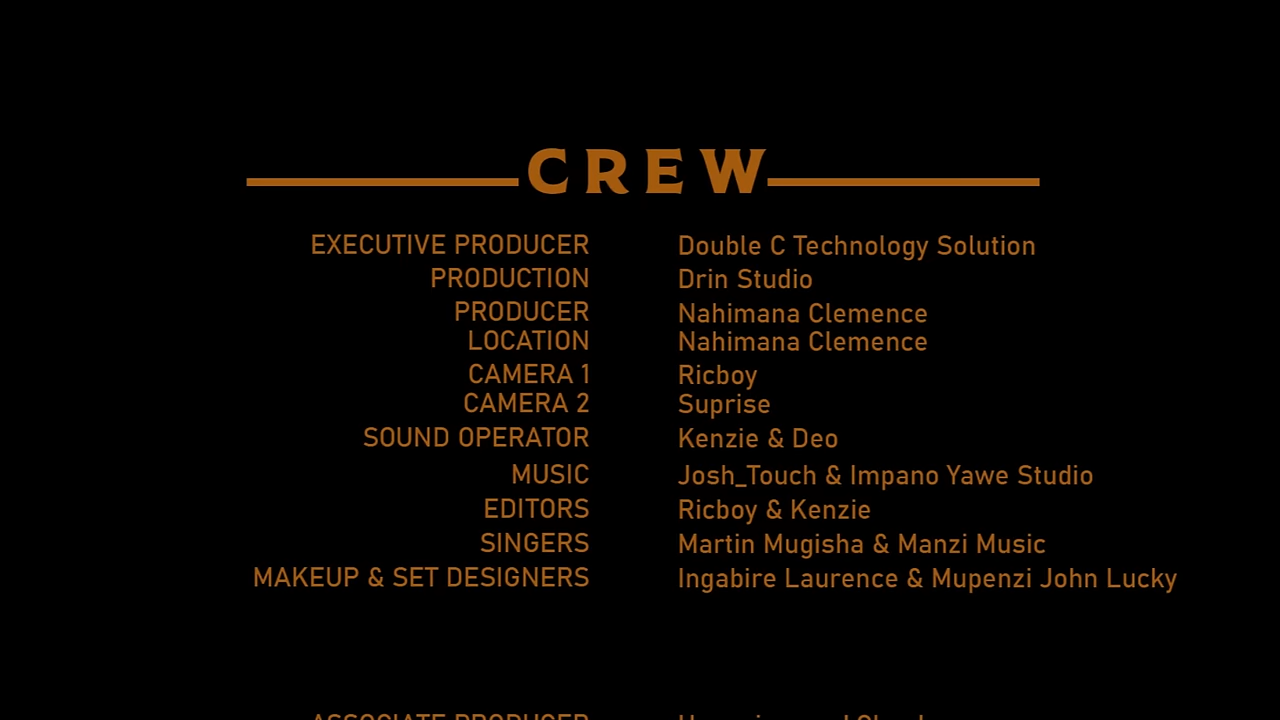 CREW
EXECUTIVE PRODUCER Double C Technology Solution
PRODUCTION Drin Studio
PRODUCER Nahimana Clemence
LOCATION Nahimana Clemence
CAMERA 1 Ricboy
CAMERA 2 Suprise
SOUND OPERATOR Kenzie & Deo
MUSIC Josh_Touch & Impano Yawe Studio
EDITORS Ricboy & Kenzie
SINGERS Martin Mugisha & Manzi Music
MAKEUP & SET DESIGNERS Ingabire Laurence & Mupenzi John Lucky
ASSOCIATE PRODUCER